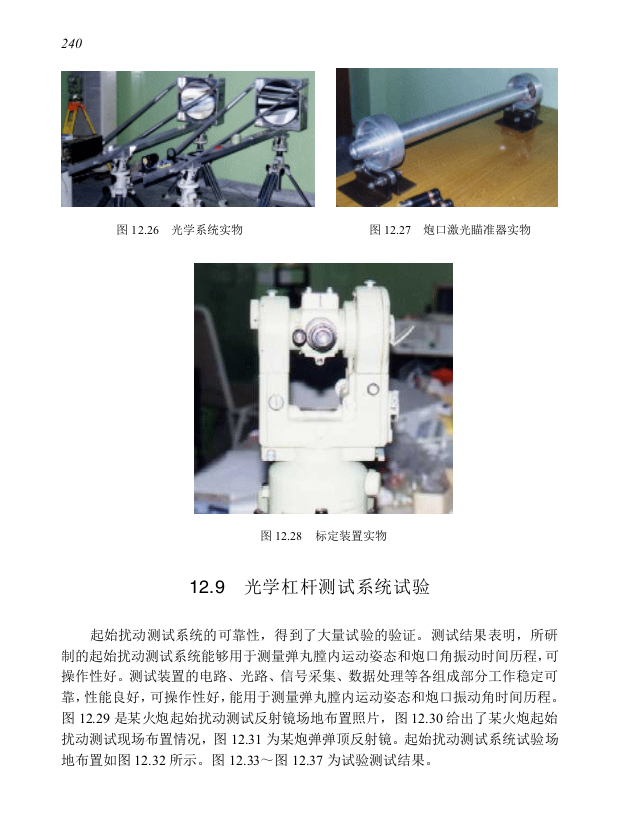 240
图 12.26 光学系统实物
图 12.27 炮口激光瞄准器实物
图 12.28 标定装置实物
12.9 光学杠杆测试系统试验
起始扰动测试系统的可靠性，得到了大量试验的验证。测试结果表明，所研
制的起始扰动测试系统能够用于测量弹丸膛内运动姿态和炮口角振动时间历程，可
操作性好。测试装置的电路、光路、信号采集、数据处理等各组成部分工作稳定可
靠，性能良好，可操作性好，能用于测量弹丸膛内运动姿态和炮口振动角时间历程。
图 12.29 是某火炮起始扰动测试反射镜场地布置照片，图 12.30 给出了某火炮起始
扰动测试现场布置情况，图 12.31 为某炮弹弹顶反射镜。起始扰动测试系统试验场
地布置如图 12.32 所示。图 12.33～图 12.37 为试验测试结果。